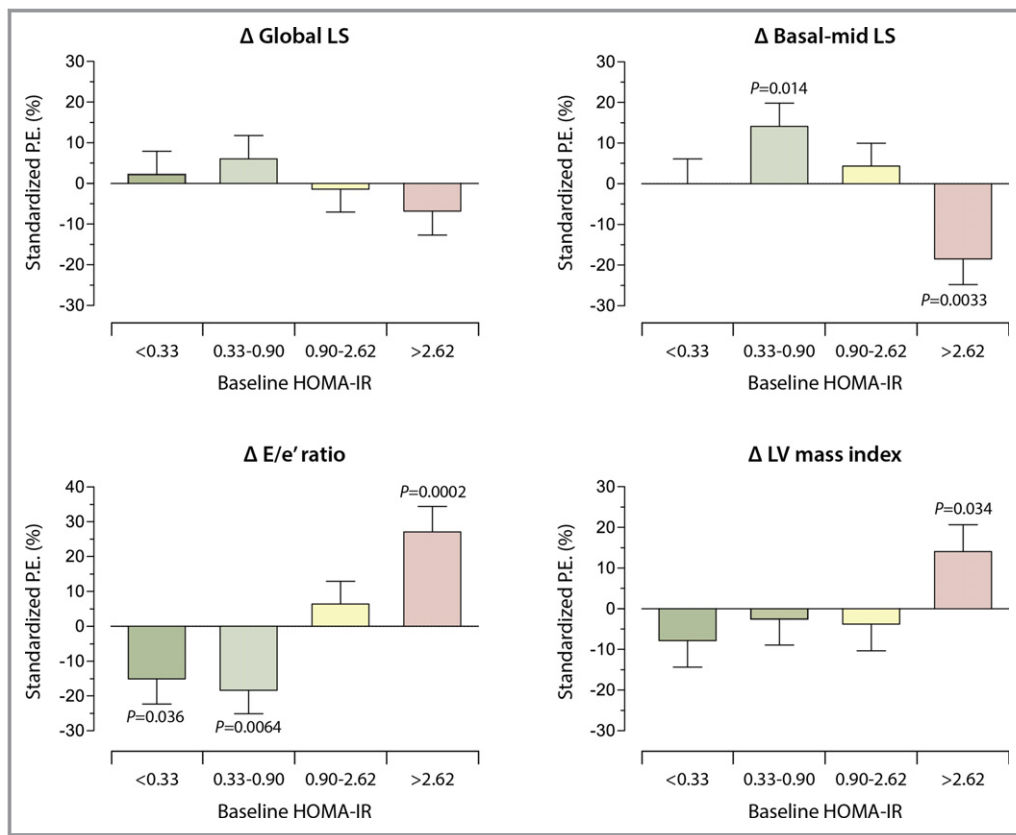 Δ Global LS
Standardized P.E. (%)
30
20
10
0
-10
-20
-30
<0.33 0.33-0.90 0.90-2.62 >2.62
Baseline HOMA-IR
Δ Basal-mid LS
Standardized P.E. (%)
30
20
10
0
-10
-20
-30
P=0.014
P=0.0033
<0.33 0.33-0.90 0.90-2.62 >2.62
Baseline HOMA-IR
Δ E/e’ ratio
Standardized P.E. (%)
40
30
20
10
0
-10
-20
-30
P=0.0002
P=0.036
P=0.0064
<0.33 0.33-0.90 0.90-2.62 >2.62
Baseline HOMA-IR
Δ LV mass index
Standardized P.E. (%)
30
20
10
0
-10
-20
-30
P=0.034
<0.33 0.33-0.90 0.90-2.62 >2.62
Baseline HOMA-IR